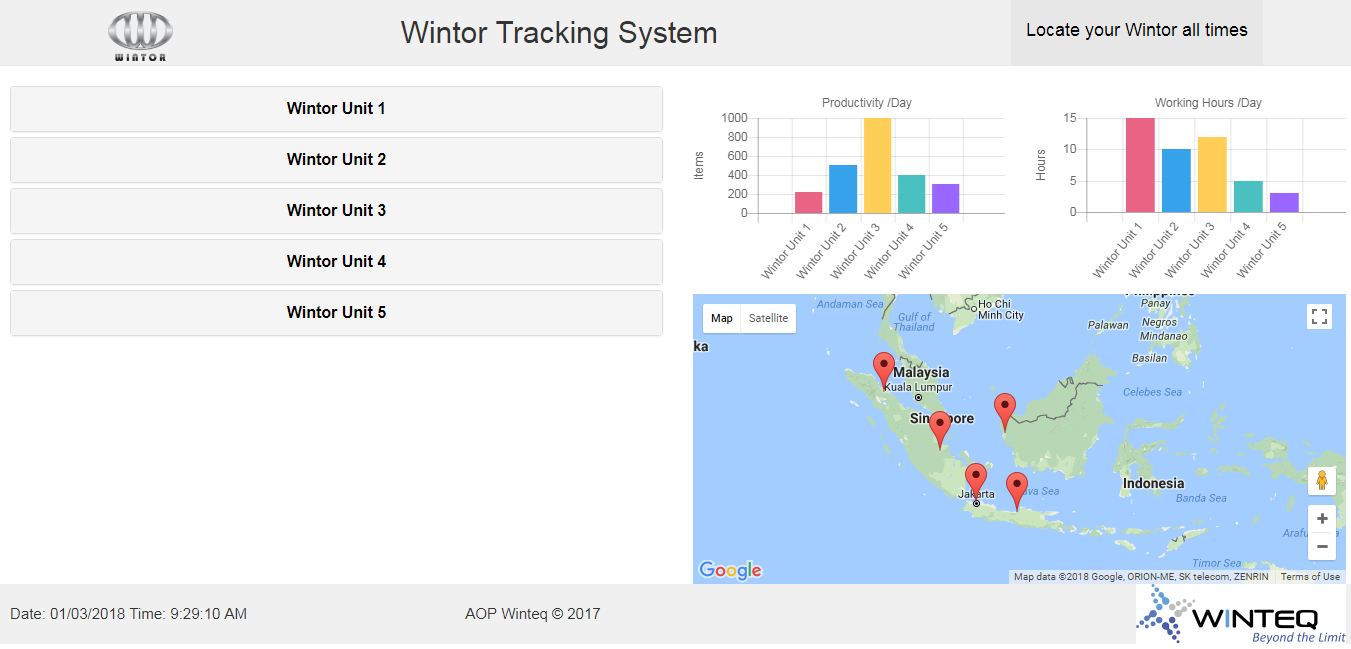 WINTOR
Wintor Tracking System
Locate your Wintor all times
Wintor Unit 1
Wintor Unit 2
Wintor Unit 3
Wintor Unit 4
Wintor Unit 5
Productivity /Day
Items
1000
800
600
400
200
0
Wintor Unit 1
Wintor Unit 2
Wintor Unit 3
Wintor Unit 4
Wintor Unit 5
Working Hours /Day
Hours
15
10
5
0
Wintor Unit 1
Wintor Unit 2
Wintor Unit 3
Wintor Unit 4
Wintor Unit 5
Map
Satellite
Andaman Sea
Gulf of
Thailand
Ho Chi
Minh City
Philippines
Panay
Palawan
Negros
Mindanao
Basilan
ka
Malaysia
Kuala Lumpur
Celebes Sea
Jakarta
Indonesia
Banda Sea
Timor Sea
+
−
Google
Map data ©2018 Google, ORION-ME, SK telecom, ZENRIN
Terms of Use
Date: 01/03/2018 Time: 9:29:10 AM
AOP Winteq © 2017
WINTEQ
Beyond the Limit